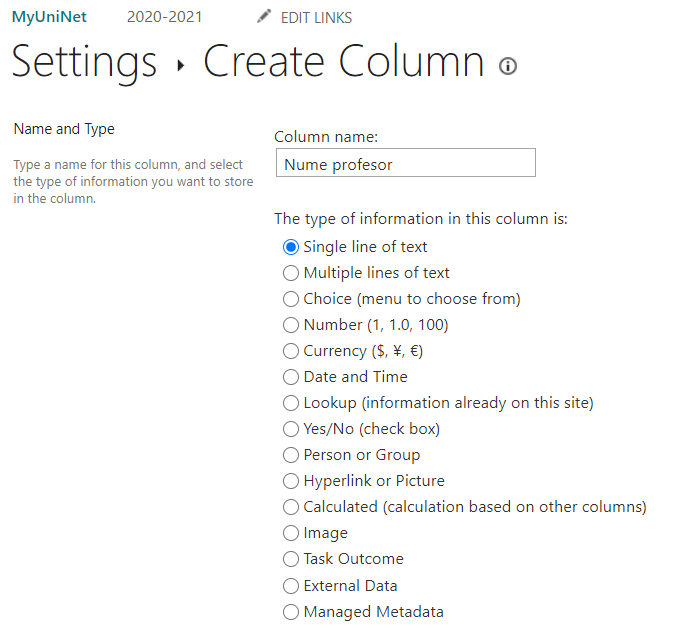 MyUniNet 2020-2021 EDIT LINKS
Settings ▸ Create Column
Name and Type
Type a name for this column, and select
the type of information you want to store
in the column.
Column name:
Nume profesor
The type of information in this column is:
Single line of text
Multiple lines of text
Choice (menu to choose from)
Number (1, 1.0, 100)
Currency ($, ¥, €)
Date and Time
Lookup (information already on this site)
Yes/No (check box)
Person or Group
Hyperlink or Picture
Calculated (calculation based on other columns)
Image
Task Outcome
External Data
Managed Metadata